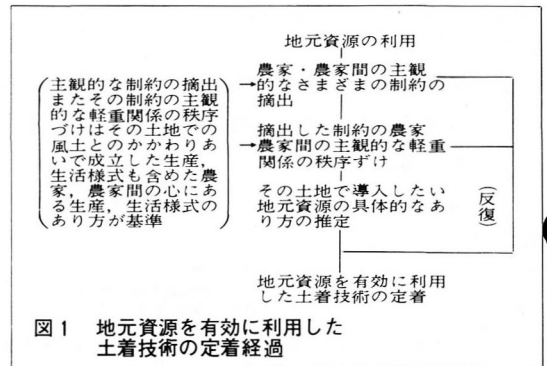 地元資源の利用
農家・農家間の主観
的なさまざまの制約の
摘出
主観的な制約の摘出
またその制約の主観
的な軽重関係の秩序
づけはその土地での
風土とのかかわりあ
いで成立した生産,
生活様式も含めた農
家,農家間の心にあ
る生産,生活様式の
あり方が基準
摘出した制約の農家
農家間の主観的な軽重
関係の秩序ずけ
その土地で導入したい
地元資源の具体的なあ
り方の推定
(反復)
地元資源を有効に利用
した土着技術の定着
図1 地元資源を有効に利用した
土着技術の定着経過